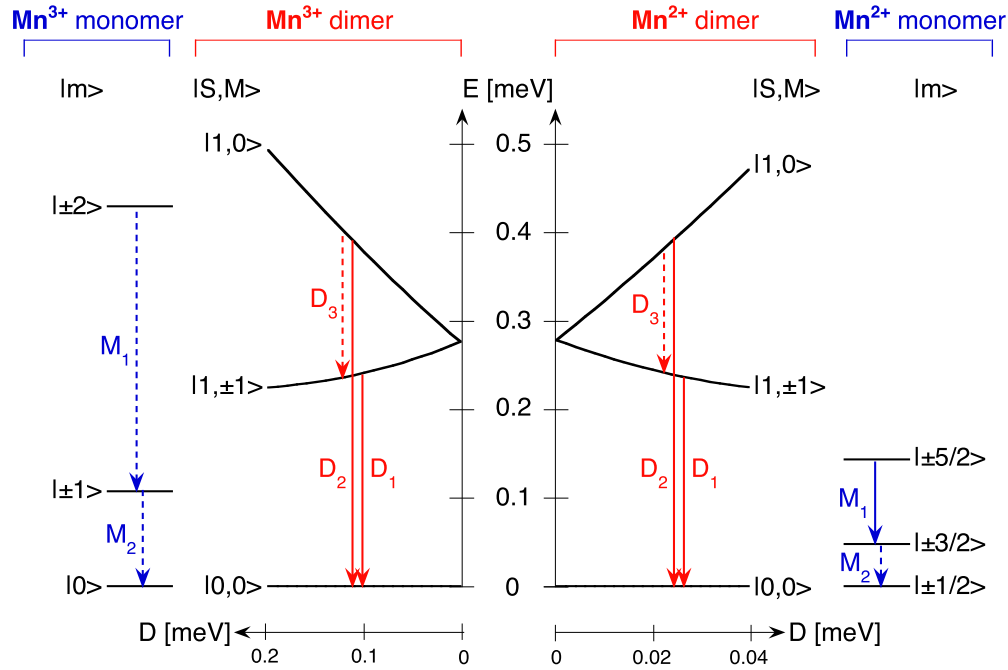 Mn3+ monomer Mn3+ dimer Mn2+ dimer Mn2+ monomer
|m> |S,M> E [meV] |S,M> |m>
|1,0> 0.5 |1,0>
|±2> 0.4
D3 0.3 D3
M1
|1,±1> 0.2 |1,±1>
D2 D1 D2 D1 |±5/2>
|±1> 0.1 M1
M2 |±3/2>
M2
|0> |0,0> 0 |0,0> |±1/2>
D [meV] D [meV]
0.2 0.1 0 0 0.02 0.04